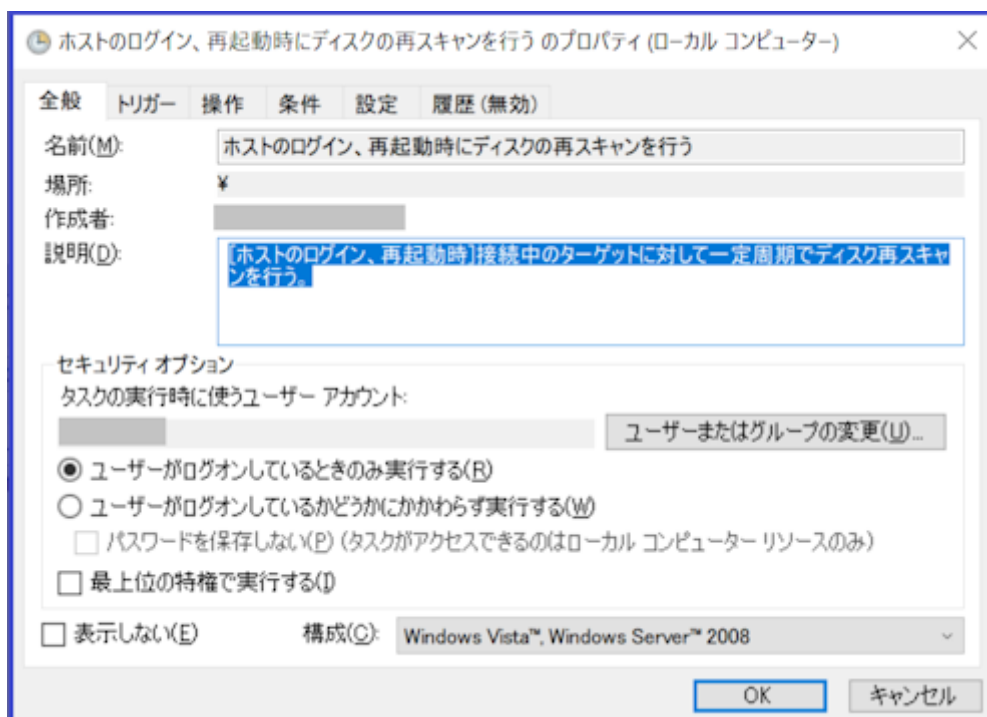 ホストのログイン、再起動時にディスクの再スキャンを行う のプロパティ (ローカル コンピューター)
全般 トリガー 操作 条件 設定 履歴 (無効)
名前(M): ホストのログイン、再起動時にディスクの再スキャンを行う
場所: ¥
作成者:
説明(D): [ホストのログイン、再起動時]接続中のターゲットに対して一定周期でディスク再スキャ
ンを行う。
セキュリティ オプション
タスクの実行時に使うユーザー アカウント:
ユーザーまたはグループの変更(U)...
ユーザーがログオンしているときのみ実行する(R)
ユーザーがログオンしているかどうかにかかわらず実行する(W)
パスワードを保存しない(P) (タスクがアクセスできるのはローカル コンピューター リソースのみ)
最上位の特権で実行する(I)
表示しない(E) 構成(C): Windows Vista™, Windows Server™ 2008
OK キャンセル